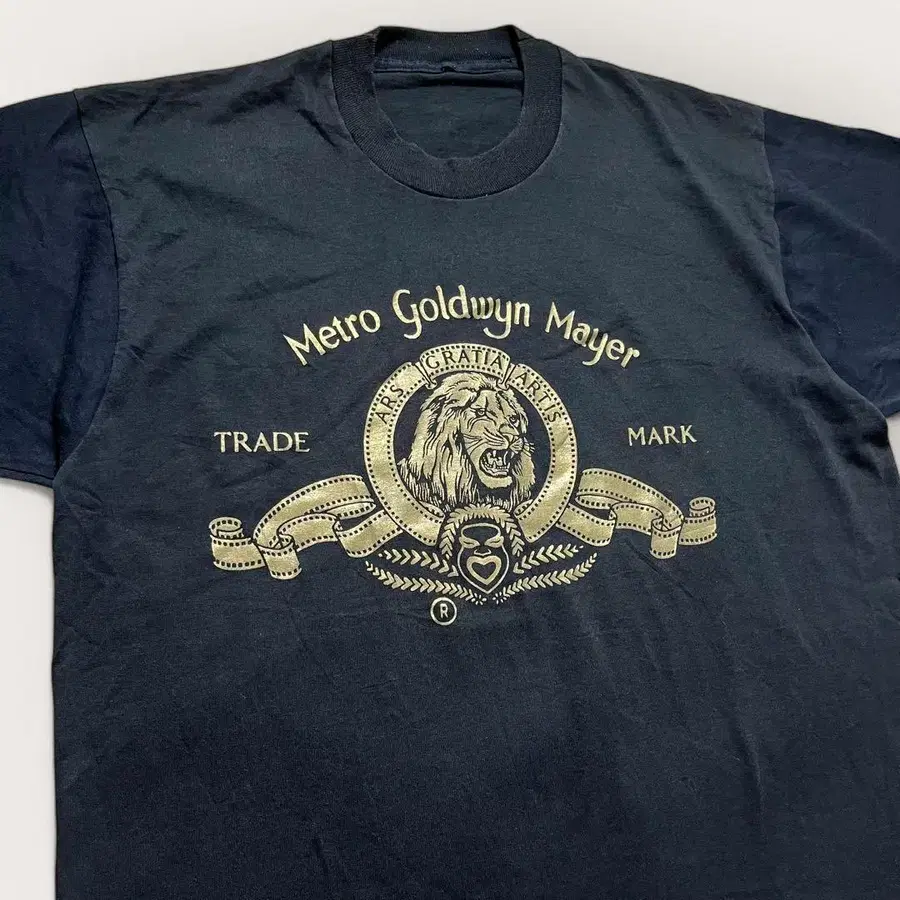 Metro Goldwyn Mayer
ARS GRATIA ARTIS
TRADE MARK
®